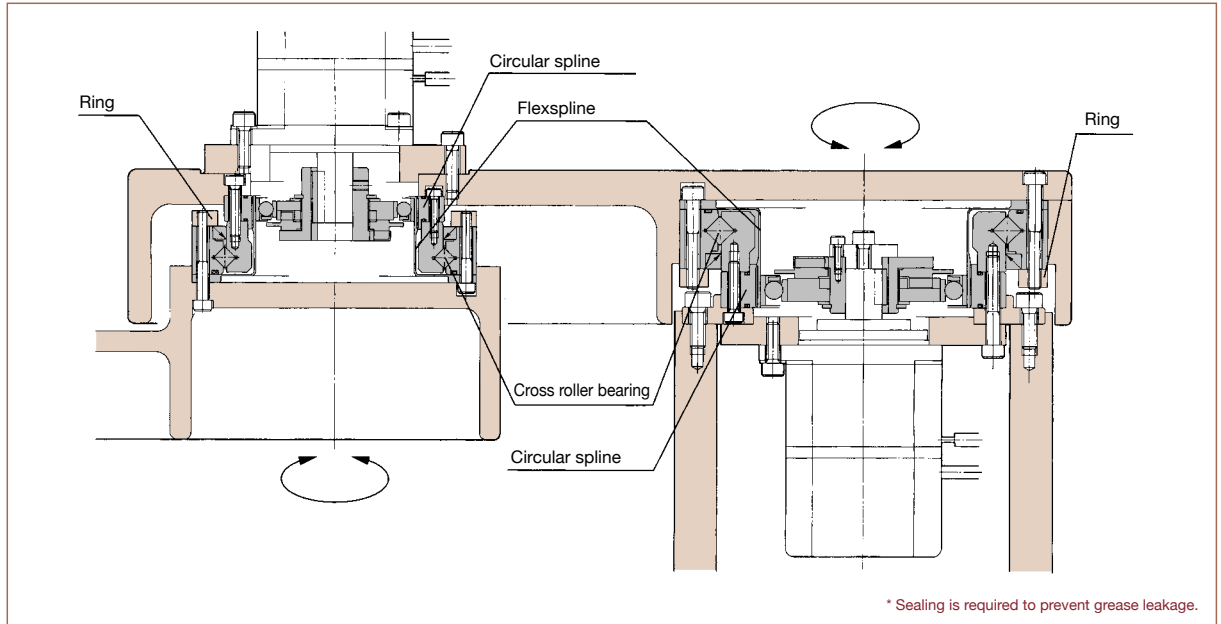 Circular spline
Ring
Flexspline
Ring
Cross roller bearing
Circular spline
* Sealing is required to prevent grease leakage.